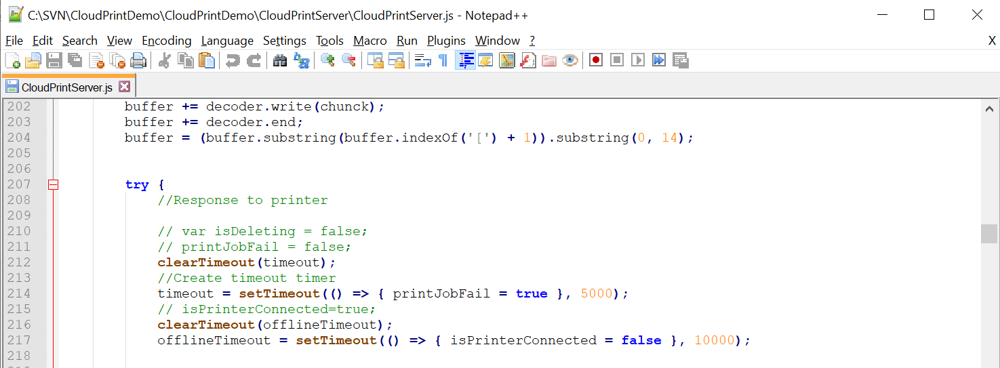 C:\SVN\CloudPrintDemo\CloudPrintDemo\CloudPrintServer\CloudPrintServer.js - Notepad++
File Edit Search View Encoding Language Settings Tools Macro Run Plugins Window ? X
CloudPrintServer.js
202 buffer += decoder.write(chunck);
203 buffer += decoder.end;
204 buffer = (buffer.substring(buffer.indexOf('[') + 1)).substring(0, 14);
205
206
207 try {
208 //Response to printer
209
210 // var isDeleting = false;
211 // printJobFail = false;
212 clearTimeout(timeout);
213 //Create timeout timer
214 timeout = setTimeout(() => { printJobFail = true }, 5000);
215 // isPrinterConnected=true;
216 clearTimeout(offlineTimeout);
217 offlineTimeout = setTimeout(() => { isPrinterConnected = false }, 10000);
218